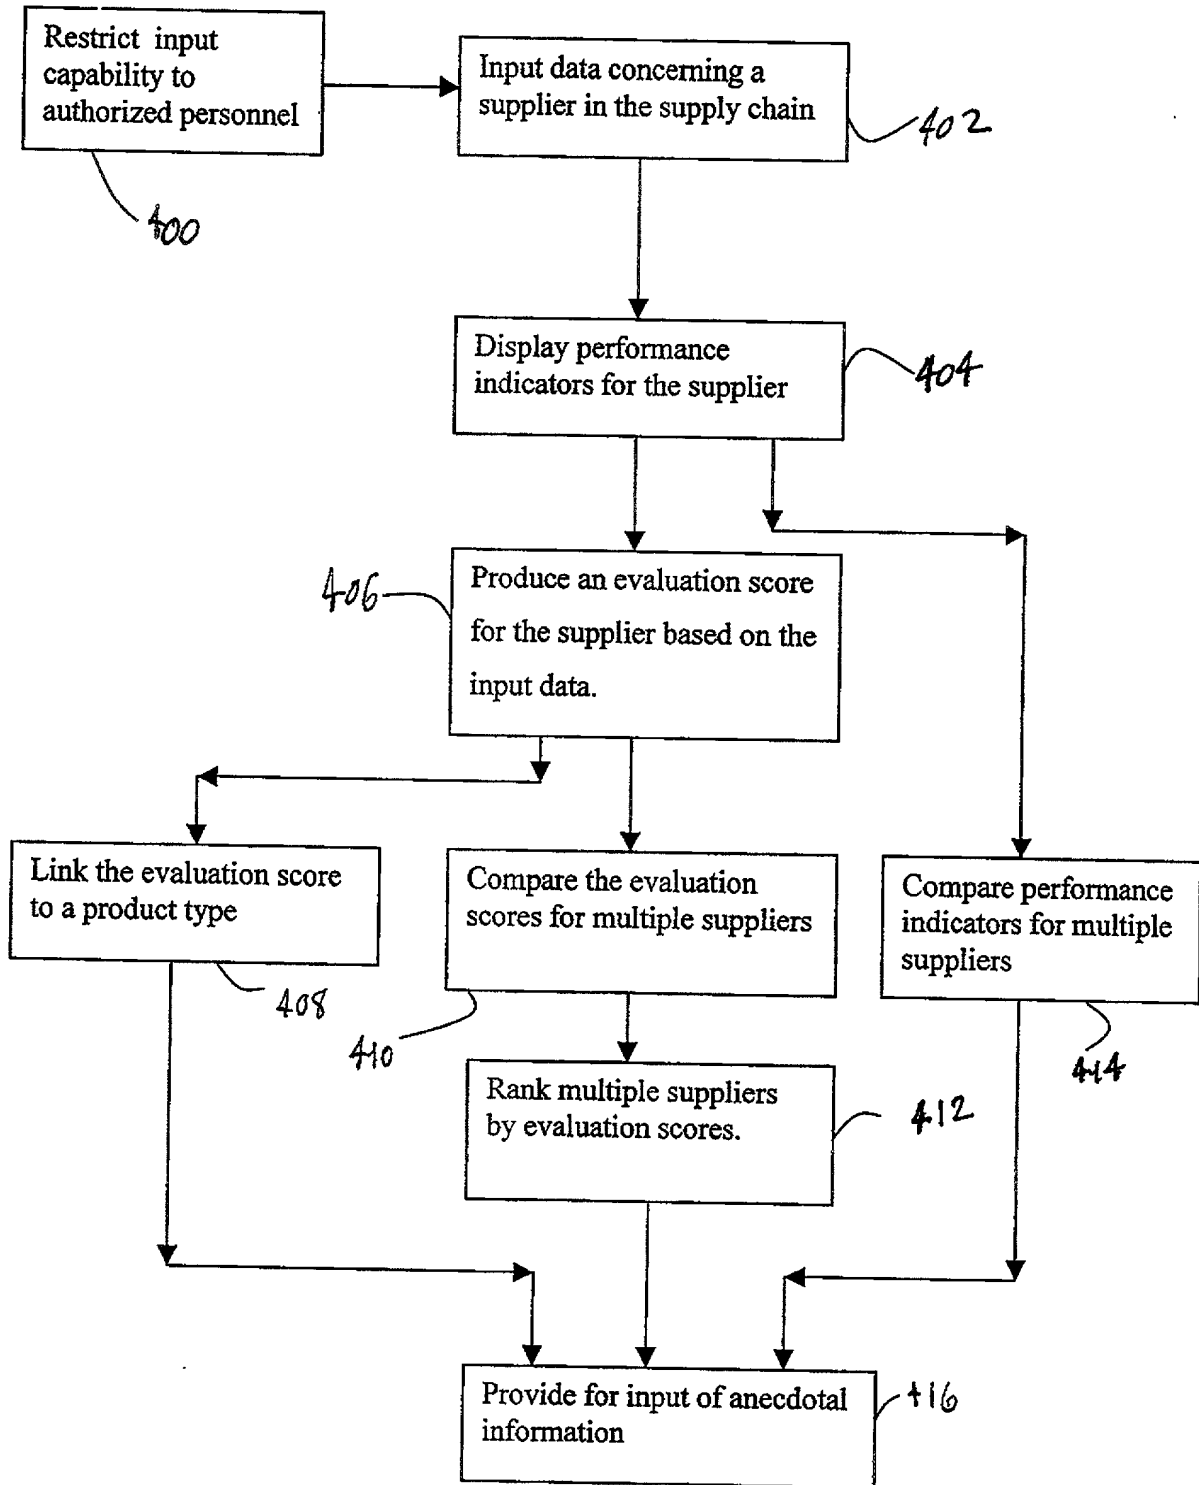 Restrict input
capability to
authorized personnel
400
Input data concerning a
supplier in the supply chain
402
Display performance
indicators for the supplier
404
Produce an evaluation score
for the supplier based on the
input data.
406
Link the evaluation score
to a product type
408
Compare the evaluation
scores for multiple suppliers
410
Compare performance
indicators for multiple
suppliers
414
Rank multiple suppliers
by evaluation scores.
412
Provide for input of anecdotal
information
416